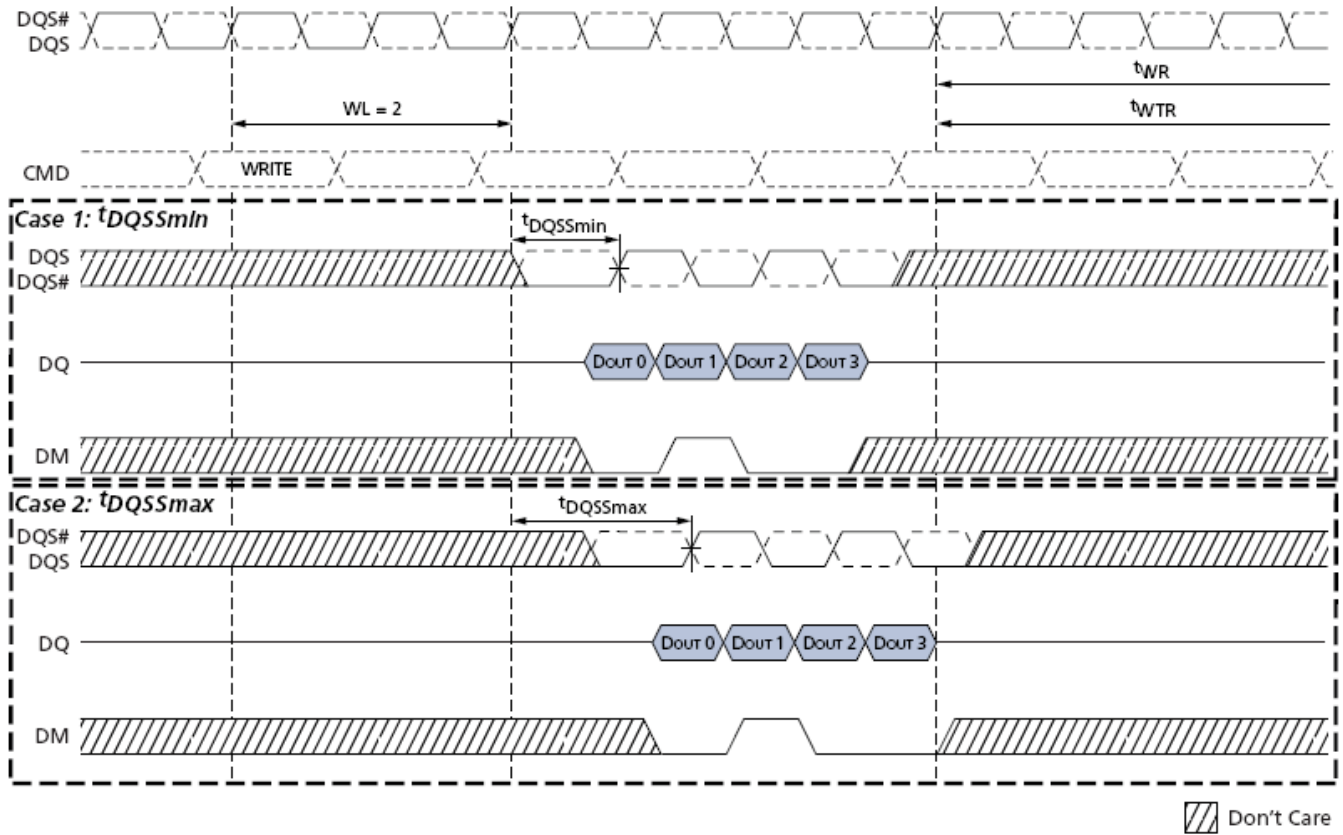 DQS#
DQS
tWR
WL = 2
tWTR
CMD
WRITE
Case 1: tDQSSmin
tDQSSmin
DQS
DQS#
DQ
DOUT 0 DOUT 1 DOUT 2 DOUT 3
DM
Case 2: tDQSSmax
tDQSSmax
DQS#
DQS
DQ
DOUT 0 DOUT 1 DOUT 2 DOUT 3
DM
Don't Care